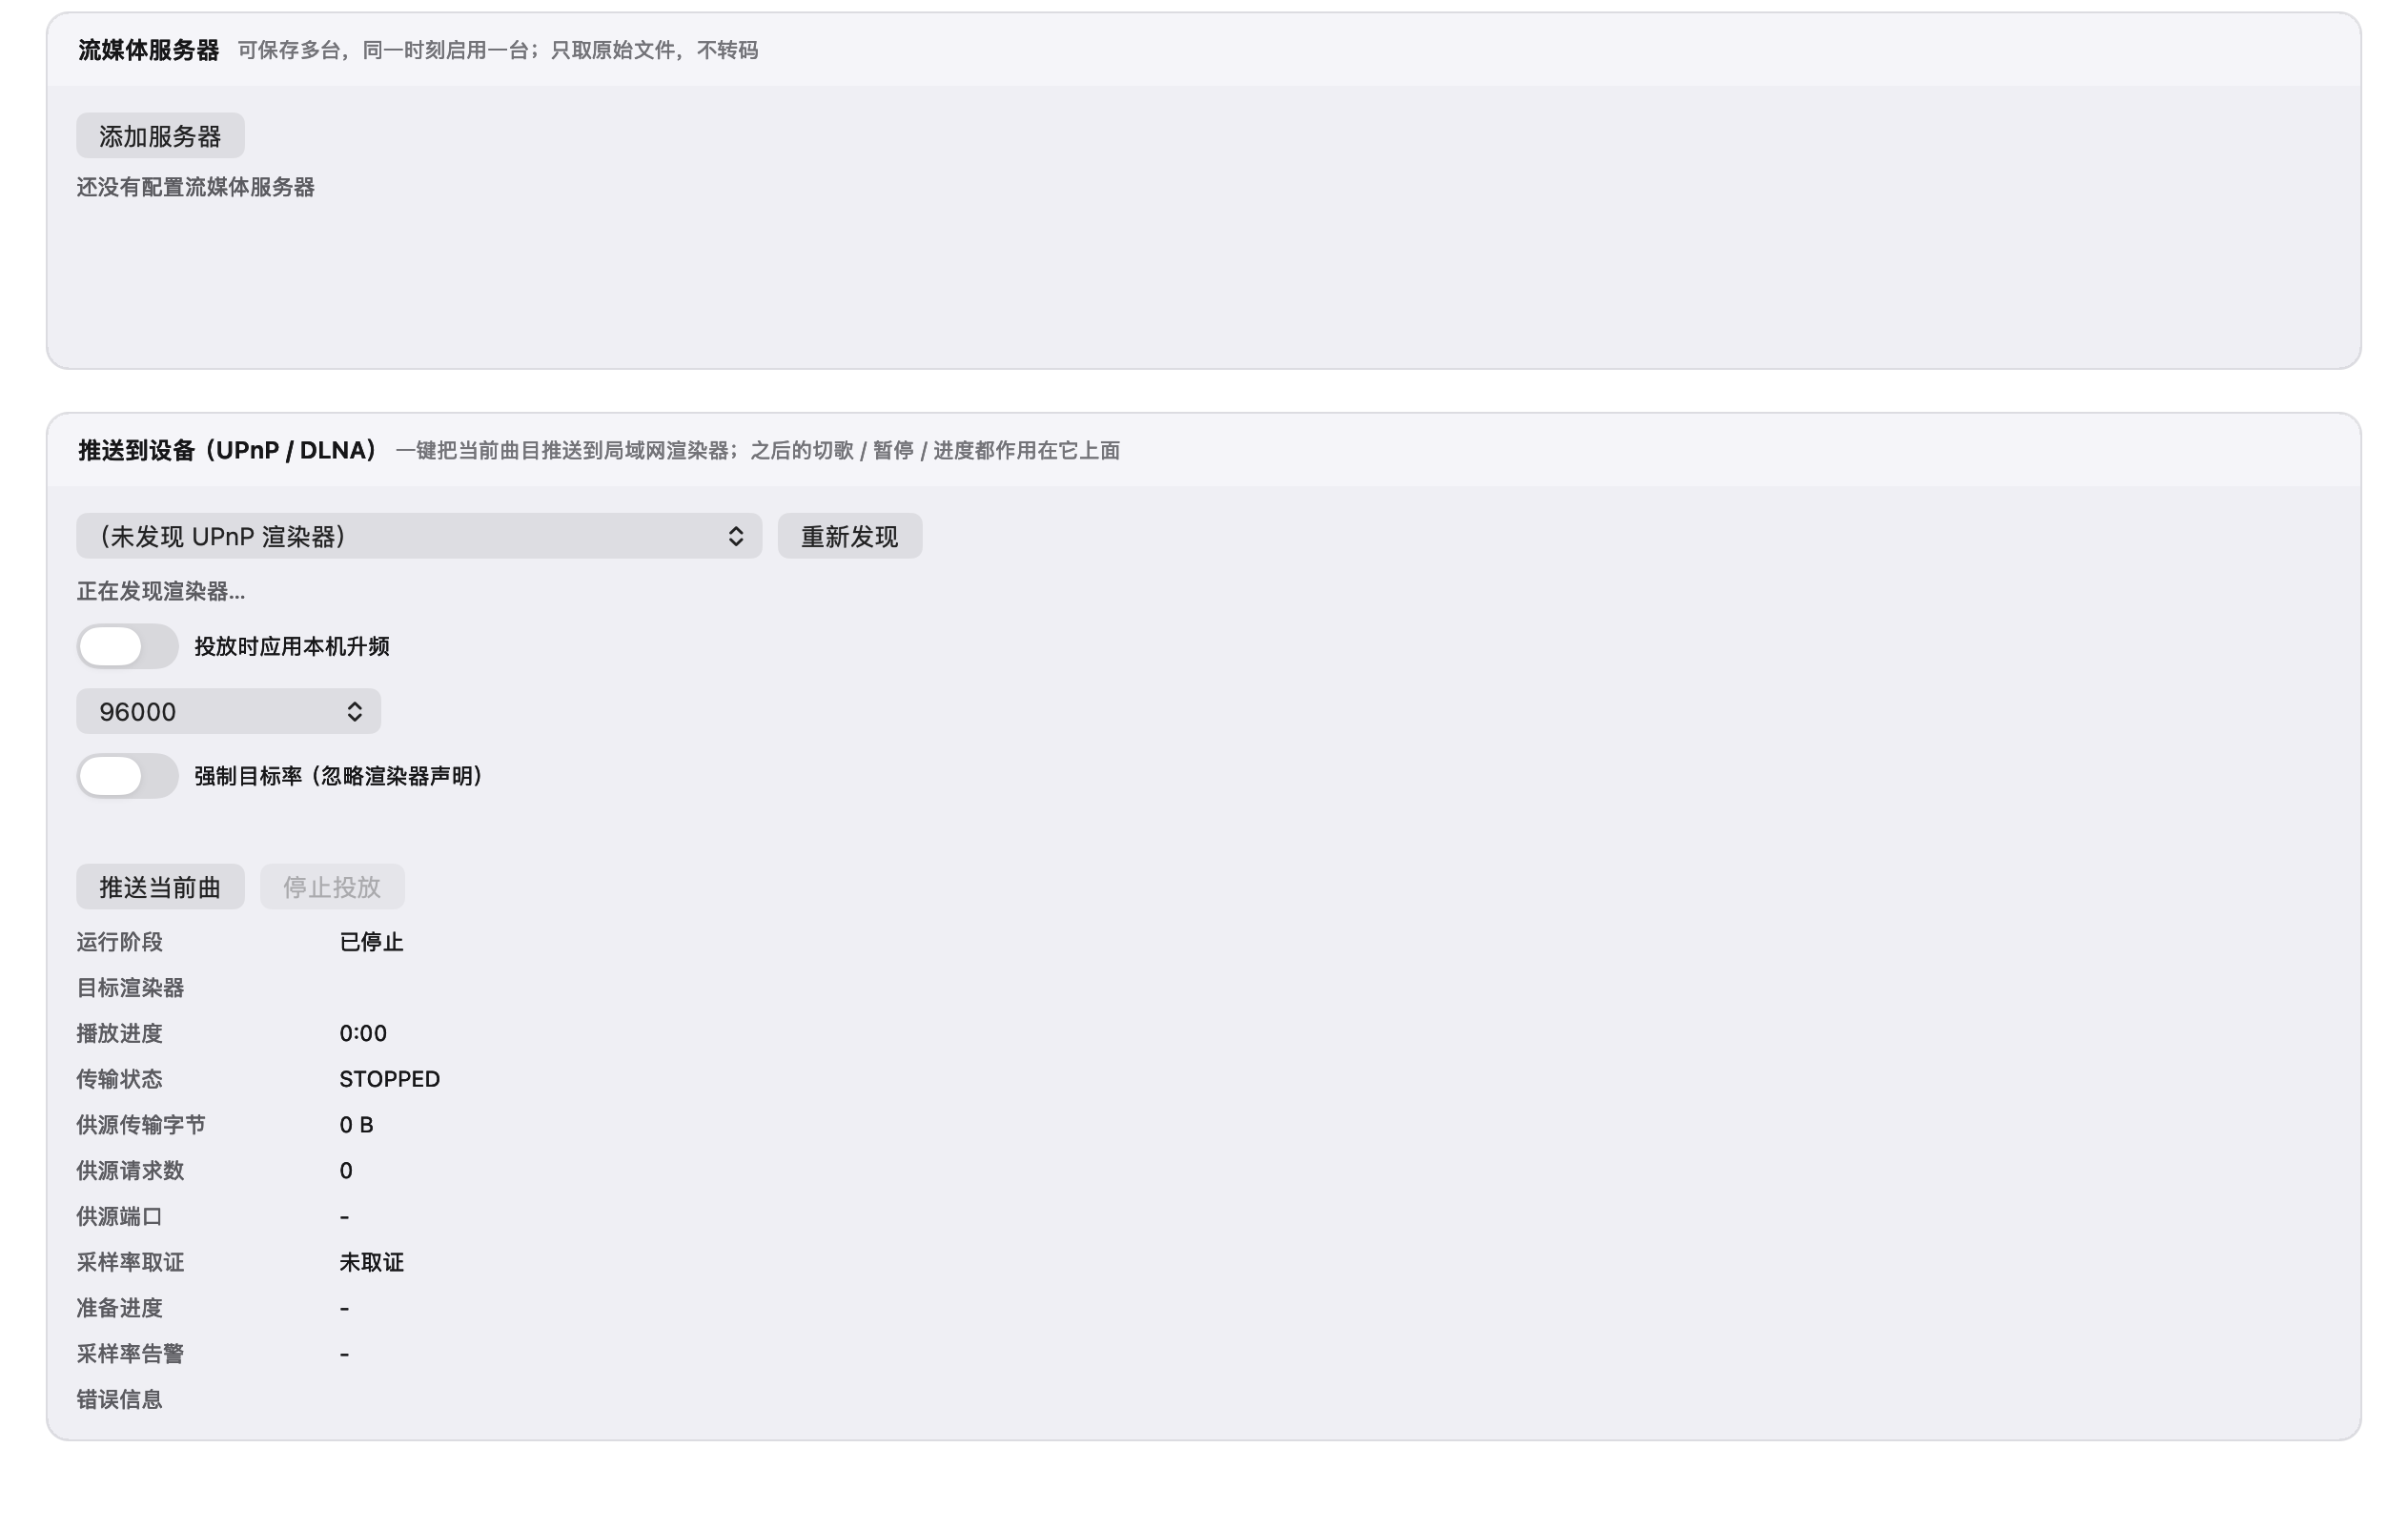 流媒体服务器 可保存多台，同一时刻启用一台；只取原始文件，不转码
添加服务器
还没有配置流媒体服务器
推送到设备（UPnP / DLNA） 一键把当前曲目推送到局域网渲染器；之后的切歌 / 暂停 / 进度都作用在它上面
（未发现 UPnP 渲染器） 重新发现
正在发现渲染器...
投放时应用本机升频
96000
强制目标率（忽略渲染器声明）
推送当前曲 停止投放
运行阶段 已停止
目标渲染器
播放进度 0:00
传输状态 STOPPED
供源传输字节 0 B
供源请求数 0
供源端口 -
采样率取证 未取证
准备进度 -
采样率告警 -
错误信息